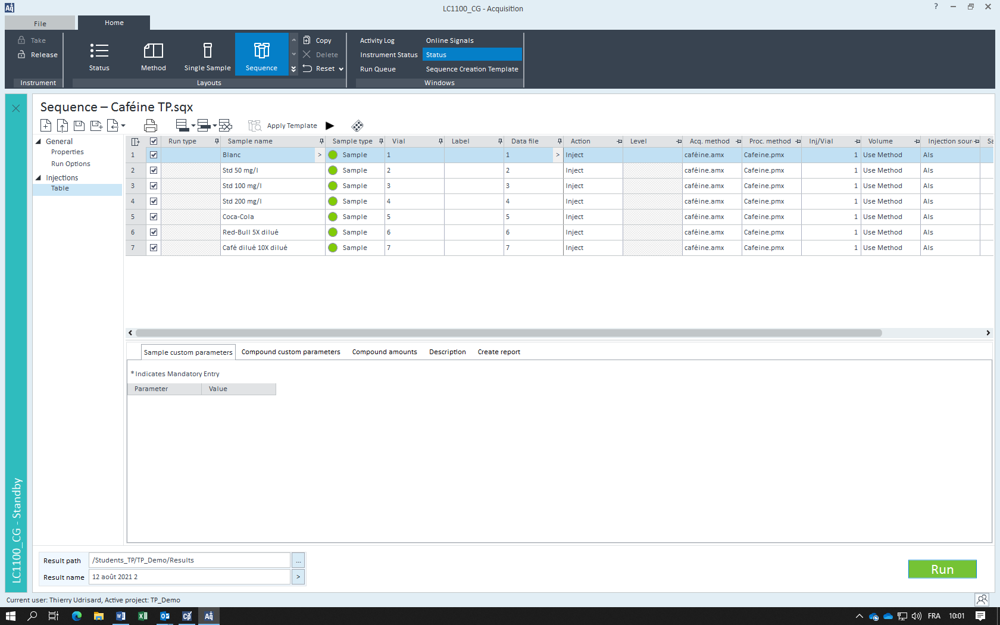 Aq
LC1100_CG - Acquisition
?
File
Home
Take
Release
Instrument
Status
Method
Single Sample
Sequence
Layouts
Copy
Delete
Reset
Activity Log
Instrument Status
Run Queue
Online Signals
Status
Sequence Creation Template
Windows
Sequence – Caféine TP.sqx
Apply Template
General
Properties
Run Options
Injections
Table
Run type Sample name Sample type Vial Label Data file Action Level Acq. method Proc. method Inj/Vial Volume Injection sour Sa
1 Blanc > Sample 1 1 > Inject caféine.amx Cafeine.pmx 1 Use Method Als
2 Std 50 mg/l Sample 2 2 Inject caféine.amx Cafeine.pmx 1 Use Method Als
3 Std 100 mg/l Sample 3 3 Inject caféine.amx Cafeine.pmx 1 Use Method Als
4 Std 200 mg/l Sample 4 4 Inject caféine.amx Cafeine.pmx 1 Use Method Als
5 Coca-Cola Sample 5 5 Inject caféine.amx Cafeine.pmx 1 Use Method Als
6 Red-Bull 5X dilué Sample 6 6 Inject caféine.amx Cafeine.pmx 1 Use Method Als
7 Café dilué 10X dilué Sample 7 7 Inject caféine.amx Cafeine.pmx 1 Use Method Als
Sample custom parameters Compound custom parameters Compound amounts Description Create report
* Indicates Mandatory Entry
Parameter Value
LC1100_CG - Standby
Result path /Students_TP/TP_Demo/Results ...
Result name 12 août 2021 2 >
Run
Current user: Thierry Udrisard, Active project: TP_Demo
Cp Aq FRA 10:01